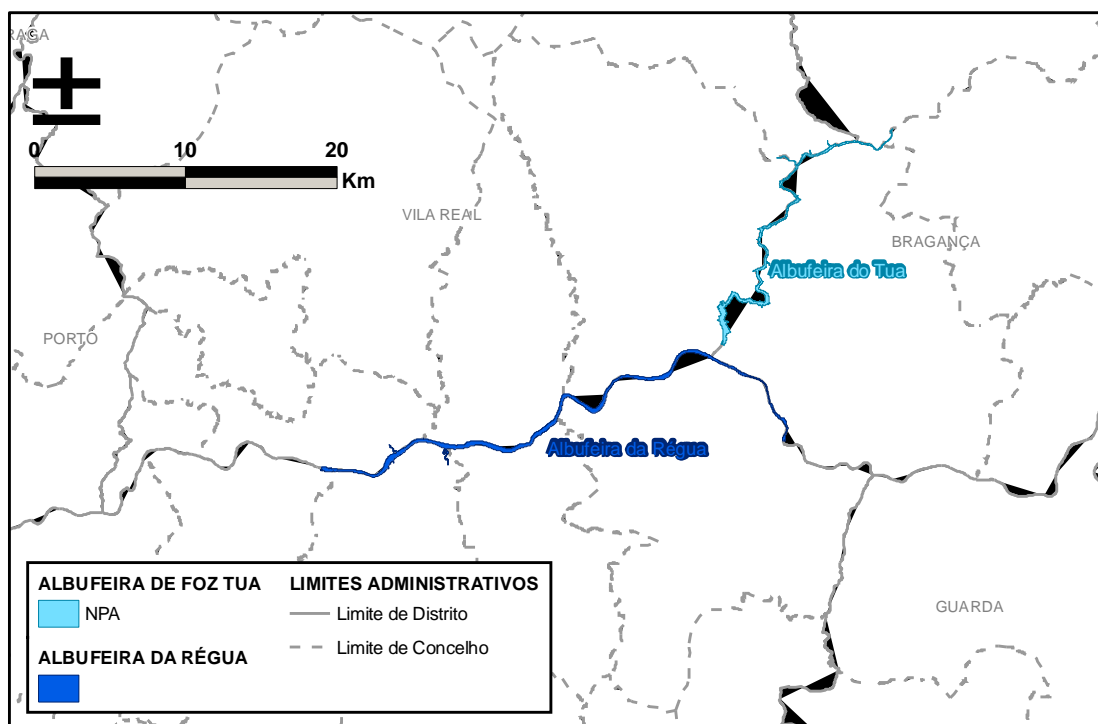 RAGA
0 10 20
Km
VILA REAL
BRAGANÇA
Albufeira do Tua
PORTO
Albufeira da Régua
GUARDA
ALBUFEIRA DE FOZ TUA
NPA
ALBUFEIRA DA RÉGUA
LIMITES ADMINISTRATIVOS
Limite de Distrito
Limite de Concelho